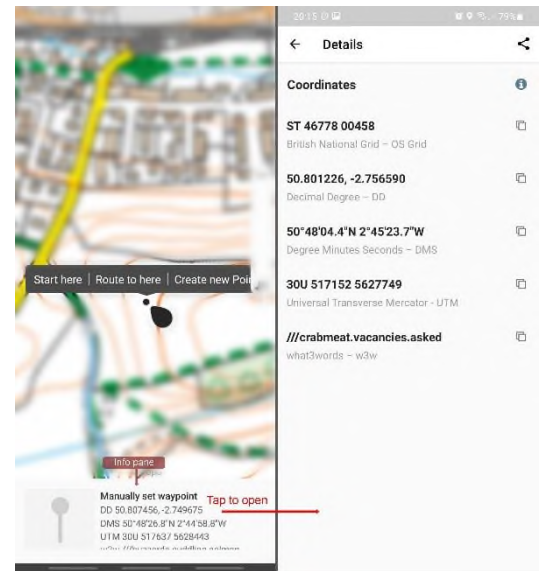 Start here | Route to here | Create new Poi
Info pane
Manually set waypoint
DD 50.807456,-2.749675
DMS 50°48'26.8"N 2°44'58.8"W
UTM 30U 517637 5628443
Tap to open
20:15
79%
Details
Coordinates
ST 46778 00458
British National Grid – OS Grid
50.801226, -2.756590
Decimal Degree – DD
50°48'04.4"N 2°45'23.7"W
Degree Minutes Seconds – DMS
30U 517152 5627749
Universal Transverse Mercator - UTM
///crabmeat.vacancies.asked
what3words – w3w